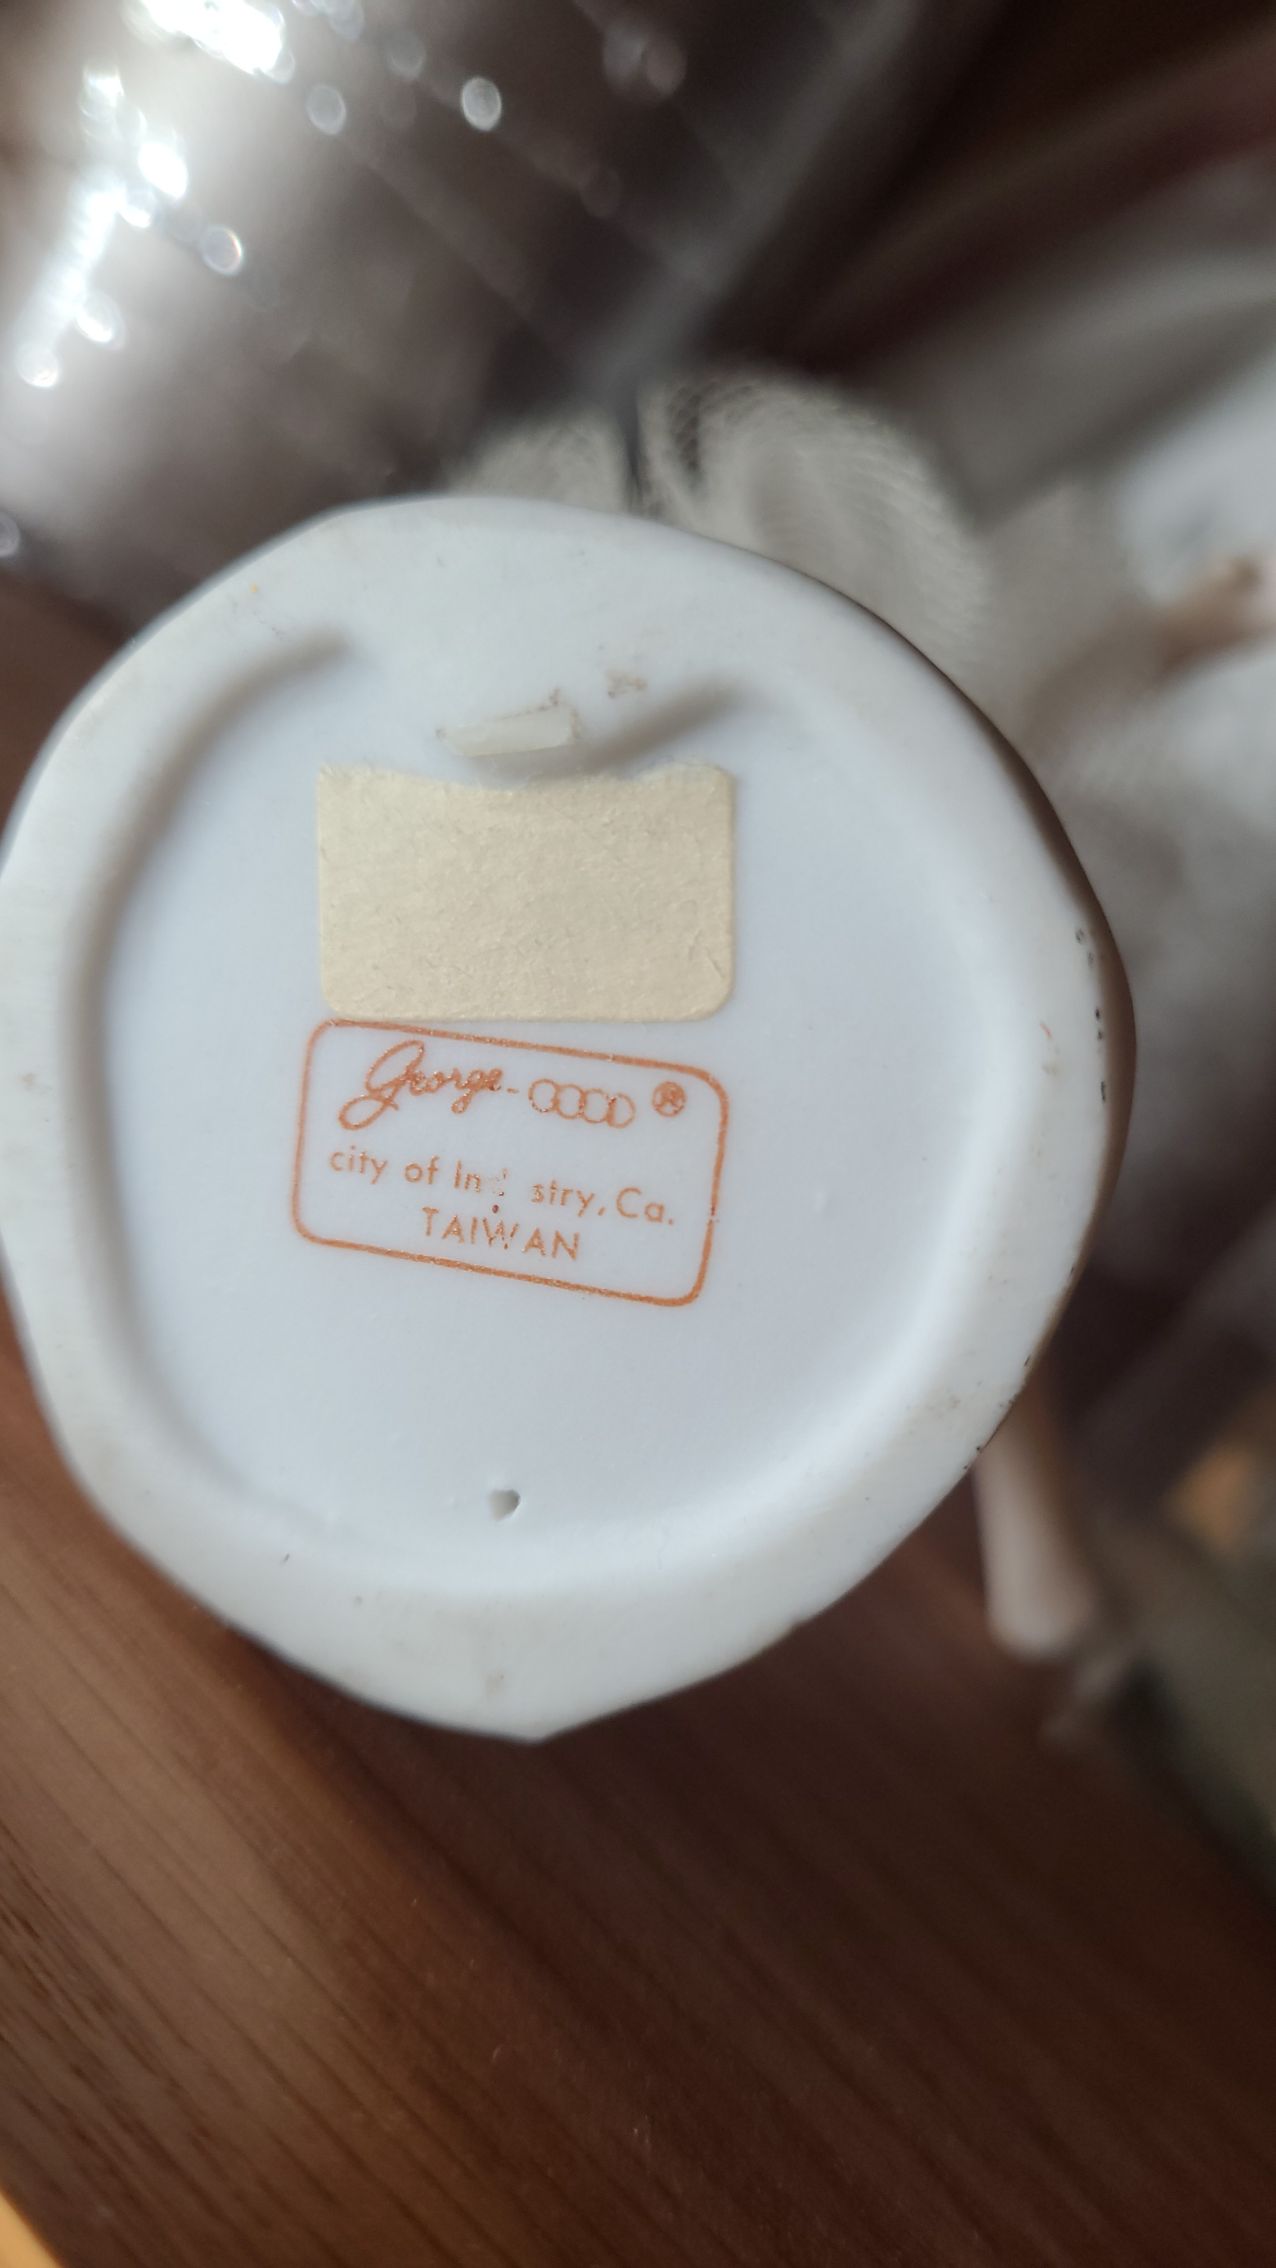 George-GOOD ®
city of In stry, Ca.
TAIWAN